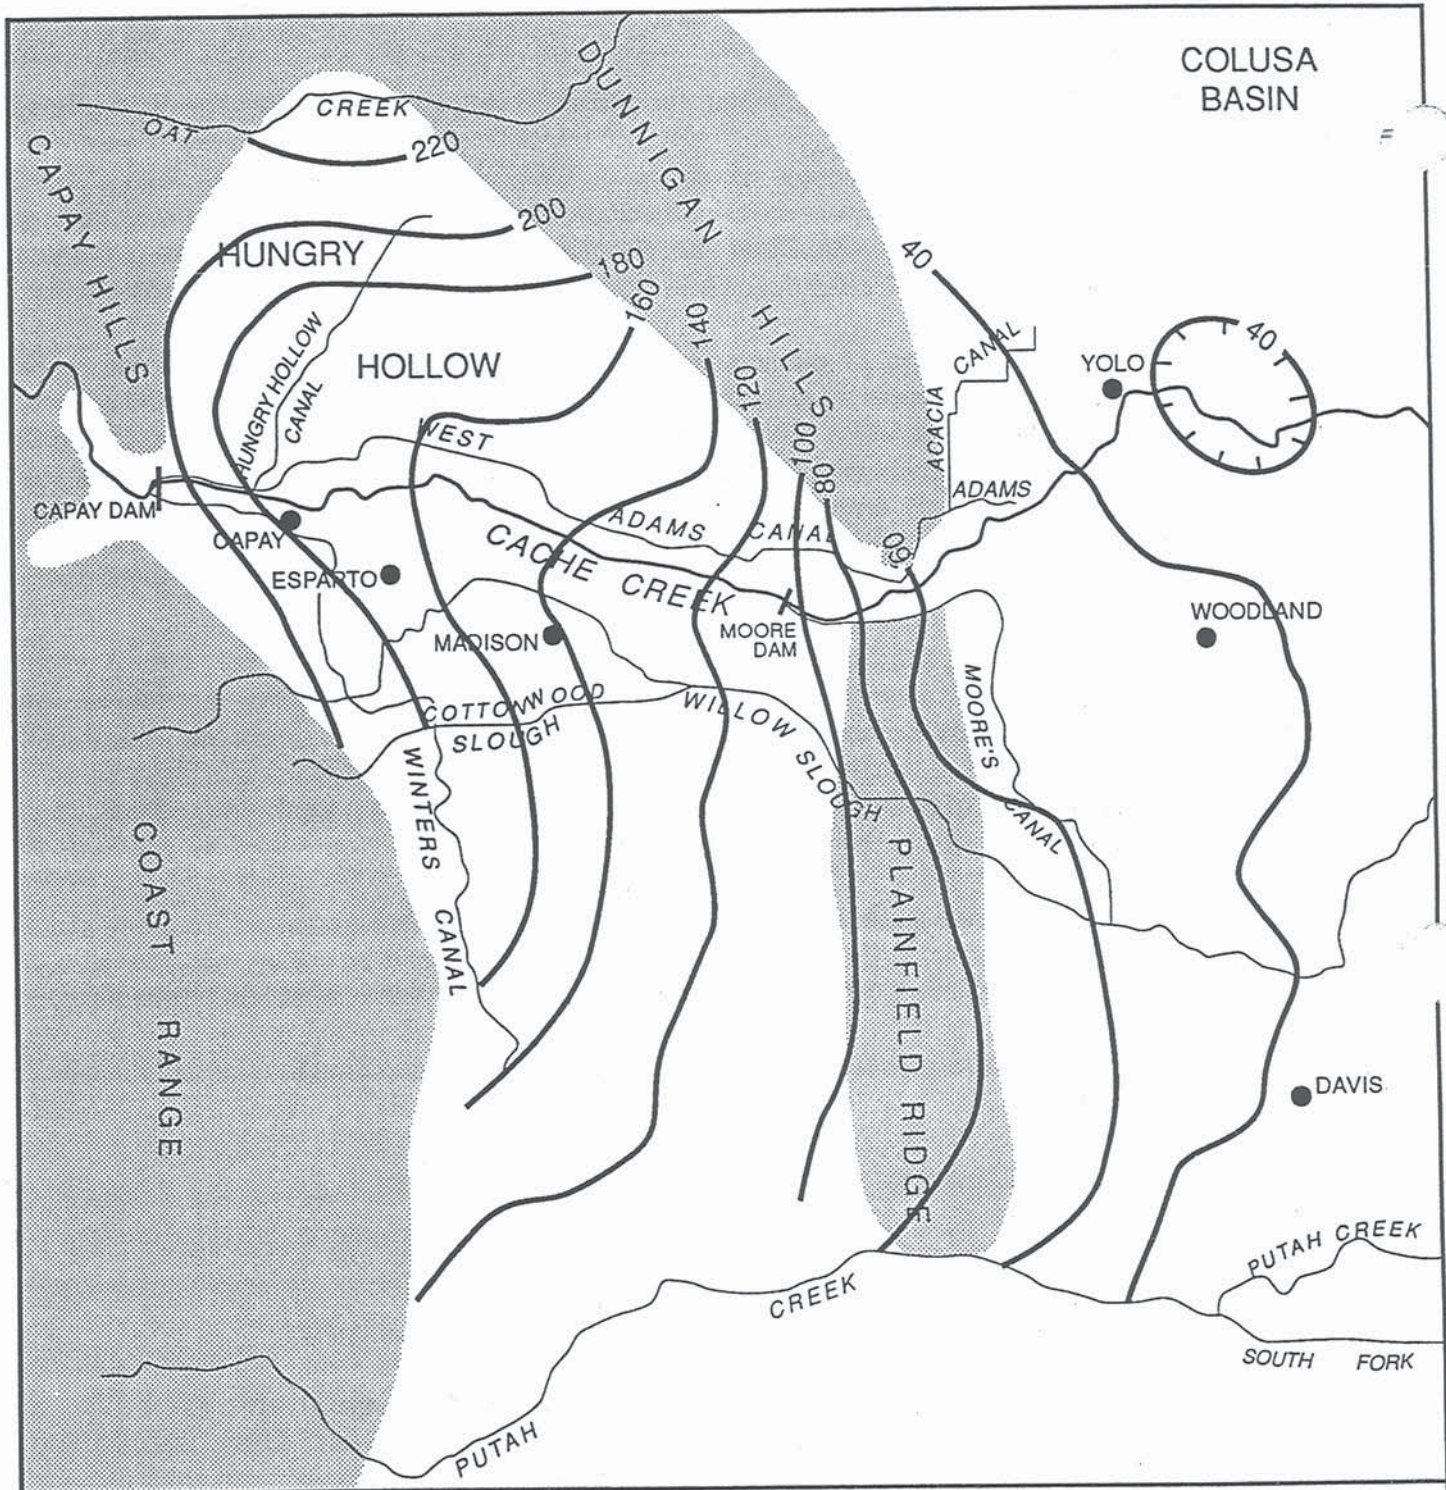 COLUSA
BASIN
=
DUNNIGAN
HILLS
OAT
CREEK
CAPAY HILLS
220
200
180
160
140
120
100
80
60
40
40
HUNGRY
HOLLOW
HUNGRY HOLLOW
CANAL
YOLO
ACACIA
CANAL
WEST
ADAMS
CANAL
ADAMS
CAPAY DAM
CAPAY
ESPARTO
CACHE
CREEK
MADISON
MOORE
DAM
WOODLAND
COTTONWOOD
SLOUGH
WILLOW SLOUGH
MOORE'S
CANAL
WINTERS
CANAL
COAST
RANGE
PLAINFIELD RIDGE
DAVIS
PUTAH CREEK
CREEK
PUTAH
SOUTH FORK